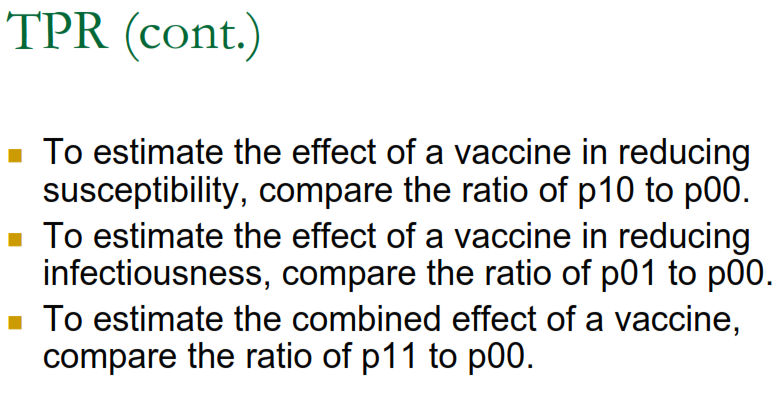 TPR (cont.)
To estimate the effect of a vaccine in reducing
susceptibility, compare the ratio of p10 to p00.
To estimate the effect of a vaccine in reducing
infectiousness, compare the ratio of p01 to p00.
To estimate the combined effect of a vaccine,
compare the ratio of p11 to p00.